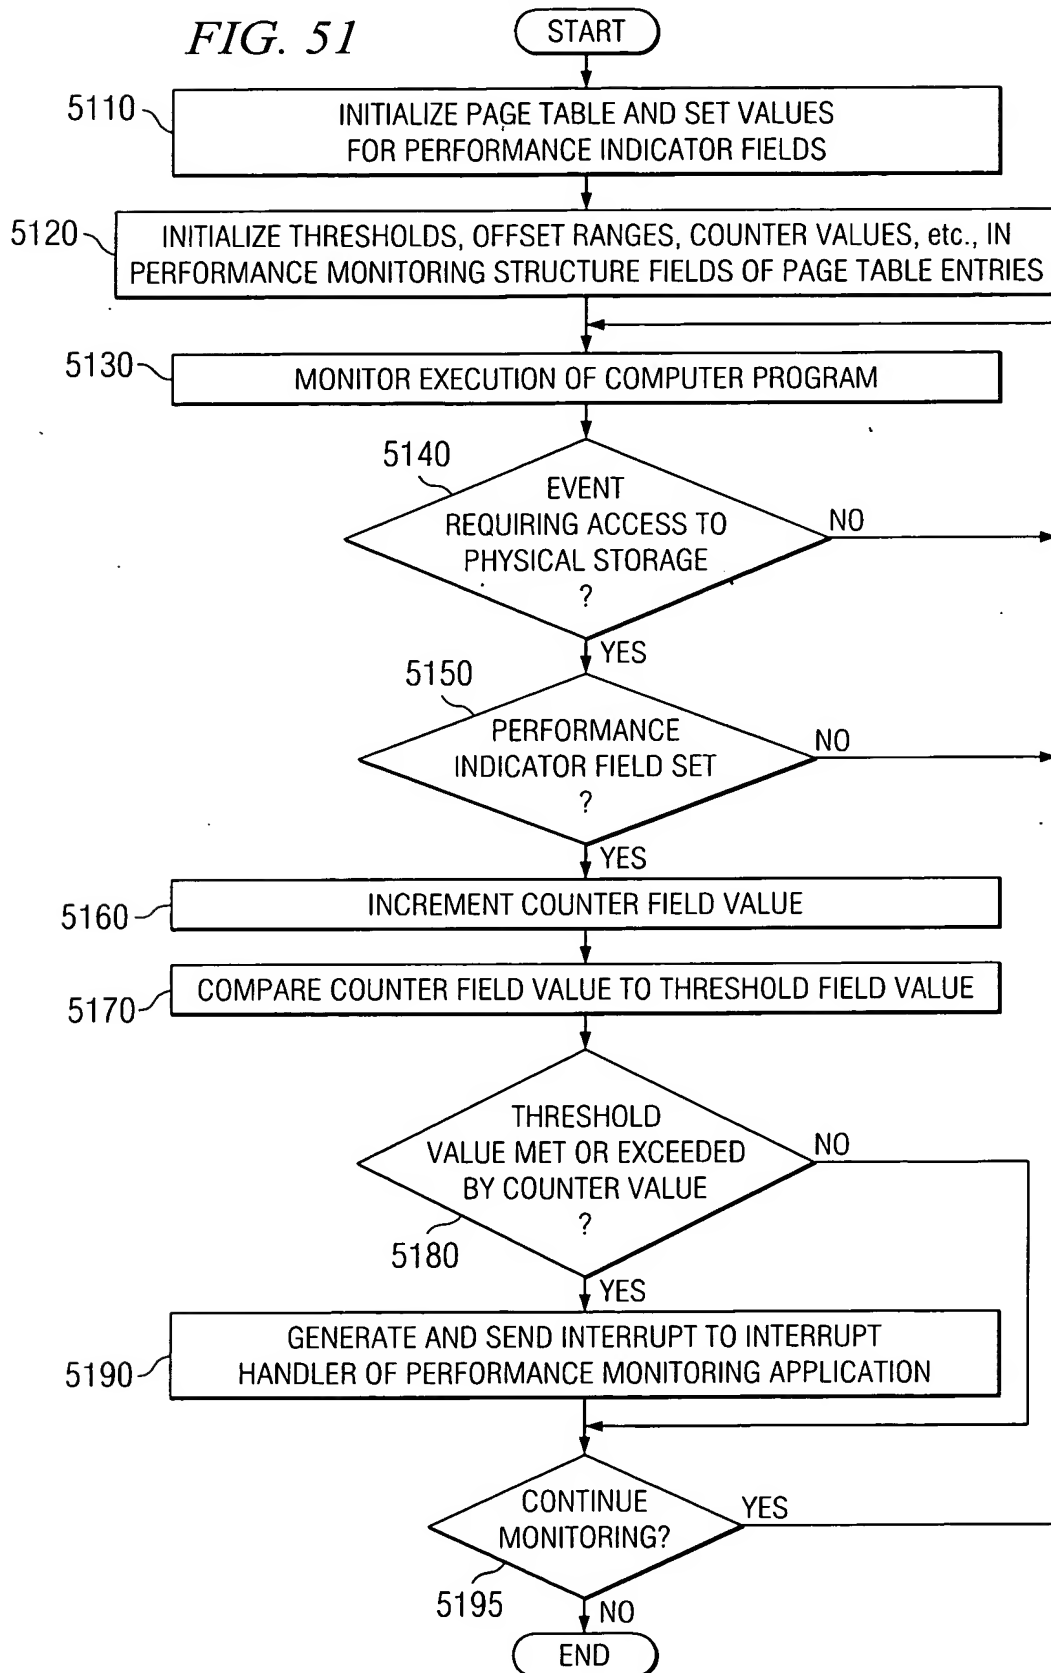 FIG. 51
START
5110
INITIALIZE PAGE TABLE AND SET VALUES
FOR PERFORMANCE INDICATOR FIELDS
5120
INITIALIZE THRESHOLDS, OFFSET RANGES, COUNTER VALUES, etc., IN
PERFORMANCE MONITORING STRUCTURE FIELDS OF PAGE TABLE ENTRIES
5130
MONITOR EXECUTION OF COMPUTER PROGRAM
5140
EVENT
REQUIRING ACCESS TO
PHYSICAL STORAGE
?
NO
YES
5150
PERFORMANCE
INDICATOR FIELD SET
?
NO
YES
5160
INCREMENT COUNTER FIELD VALUE
5170
COMPARE COUNTER FIELD VALUE TO THRESHOLD FIELD VALUE
THRESHOLD
VALUE MET OR EXCEEDED
BY COUNTER VALUE
?
NO
5180
YES
5190
GENERATE AND SEND INTERRUPT TO INTERRUPT
HANDLER OF PERFORMANCE MONITORING APPLICATION
CONTINUE
MONITORING?
YES
5195
NO
END